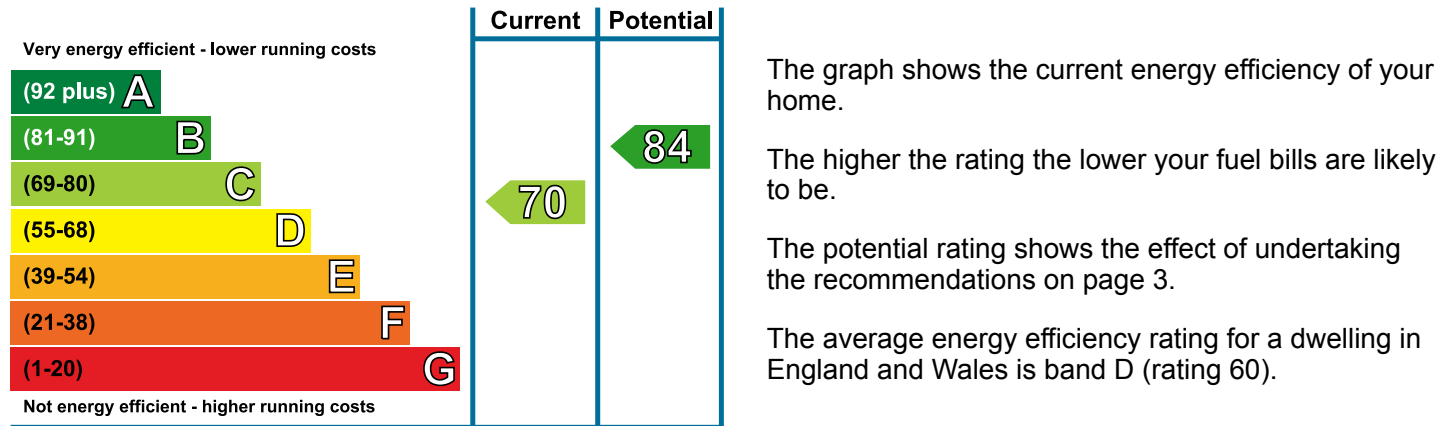 Current Potential
Very energy efficient - lower running costs
(92 plus) A
(81-91) B
84
(69-80) C
70
(55-68) D
(39-54) E
(21-38) F
(1-20) G
Not energy efficient - higher running costs
The graph shows the current energy efficiency of your
home.
The higher the rating the lower your fuel bills are likely
to be.
The potential rating shows the effect of undertaking
the recommendations on page 3.
The average energy efficiency rating for a dwelling in
England and Wales is band D (rating 60).